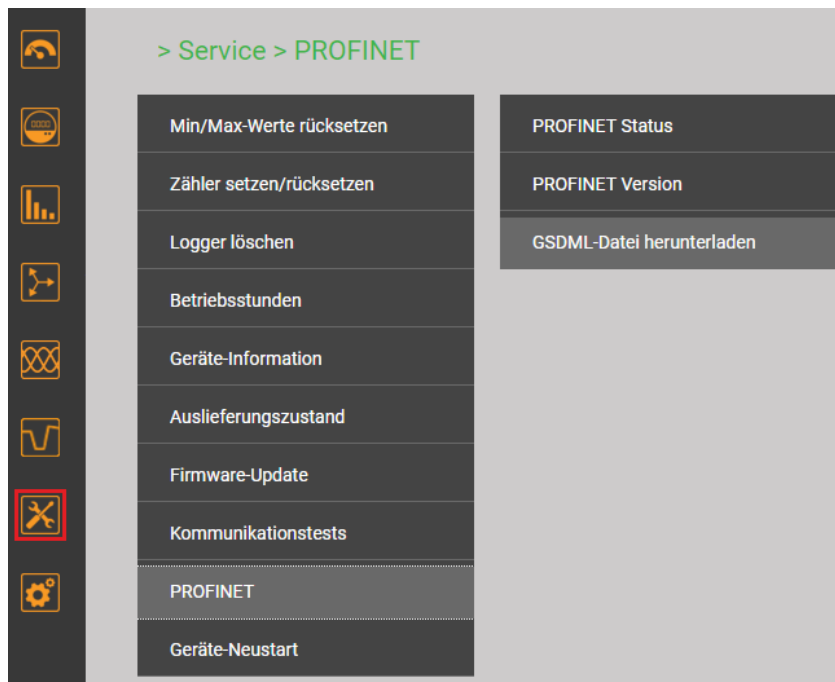 > Service > PROFINET
Min/Max-Werte rücksetzen
Zähler setzen/rücksetzen
Logger löschen
Betriebsstunden
Geräte-Information
Auslieferungszustand
Firmware-Update
Kommunikationstests
PROFINET
Geräte-Neustart
PROFINET Status
PROFINET Version
GSDML-Datei herunterladen